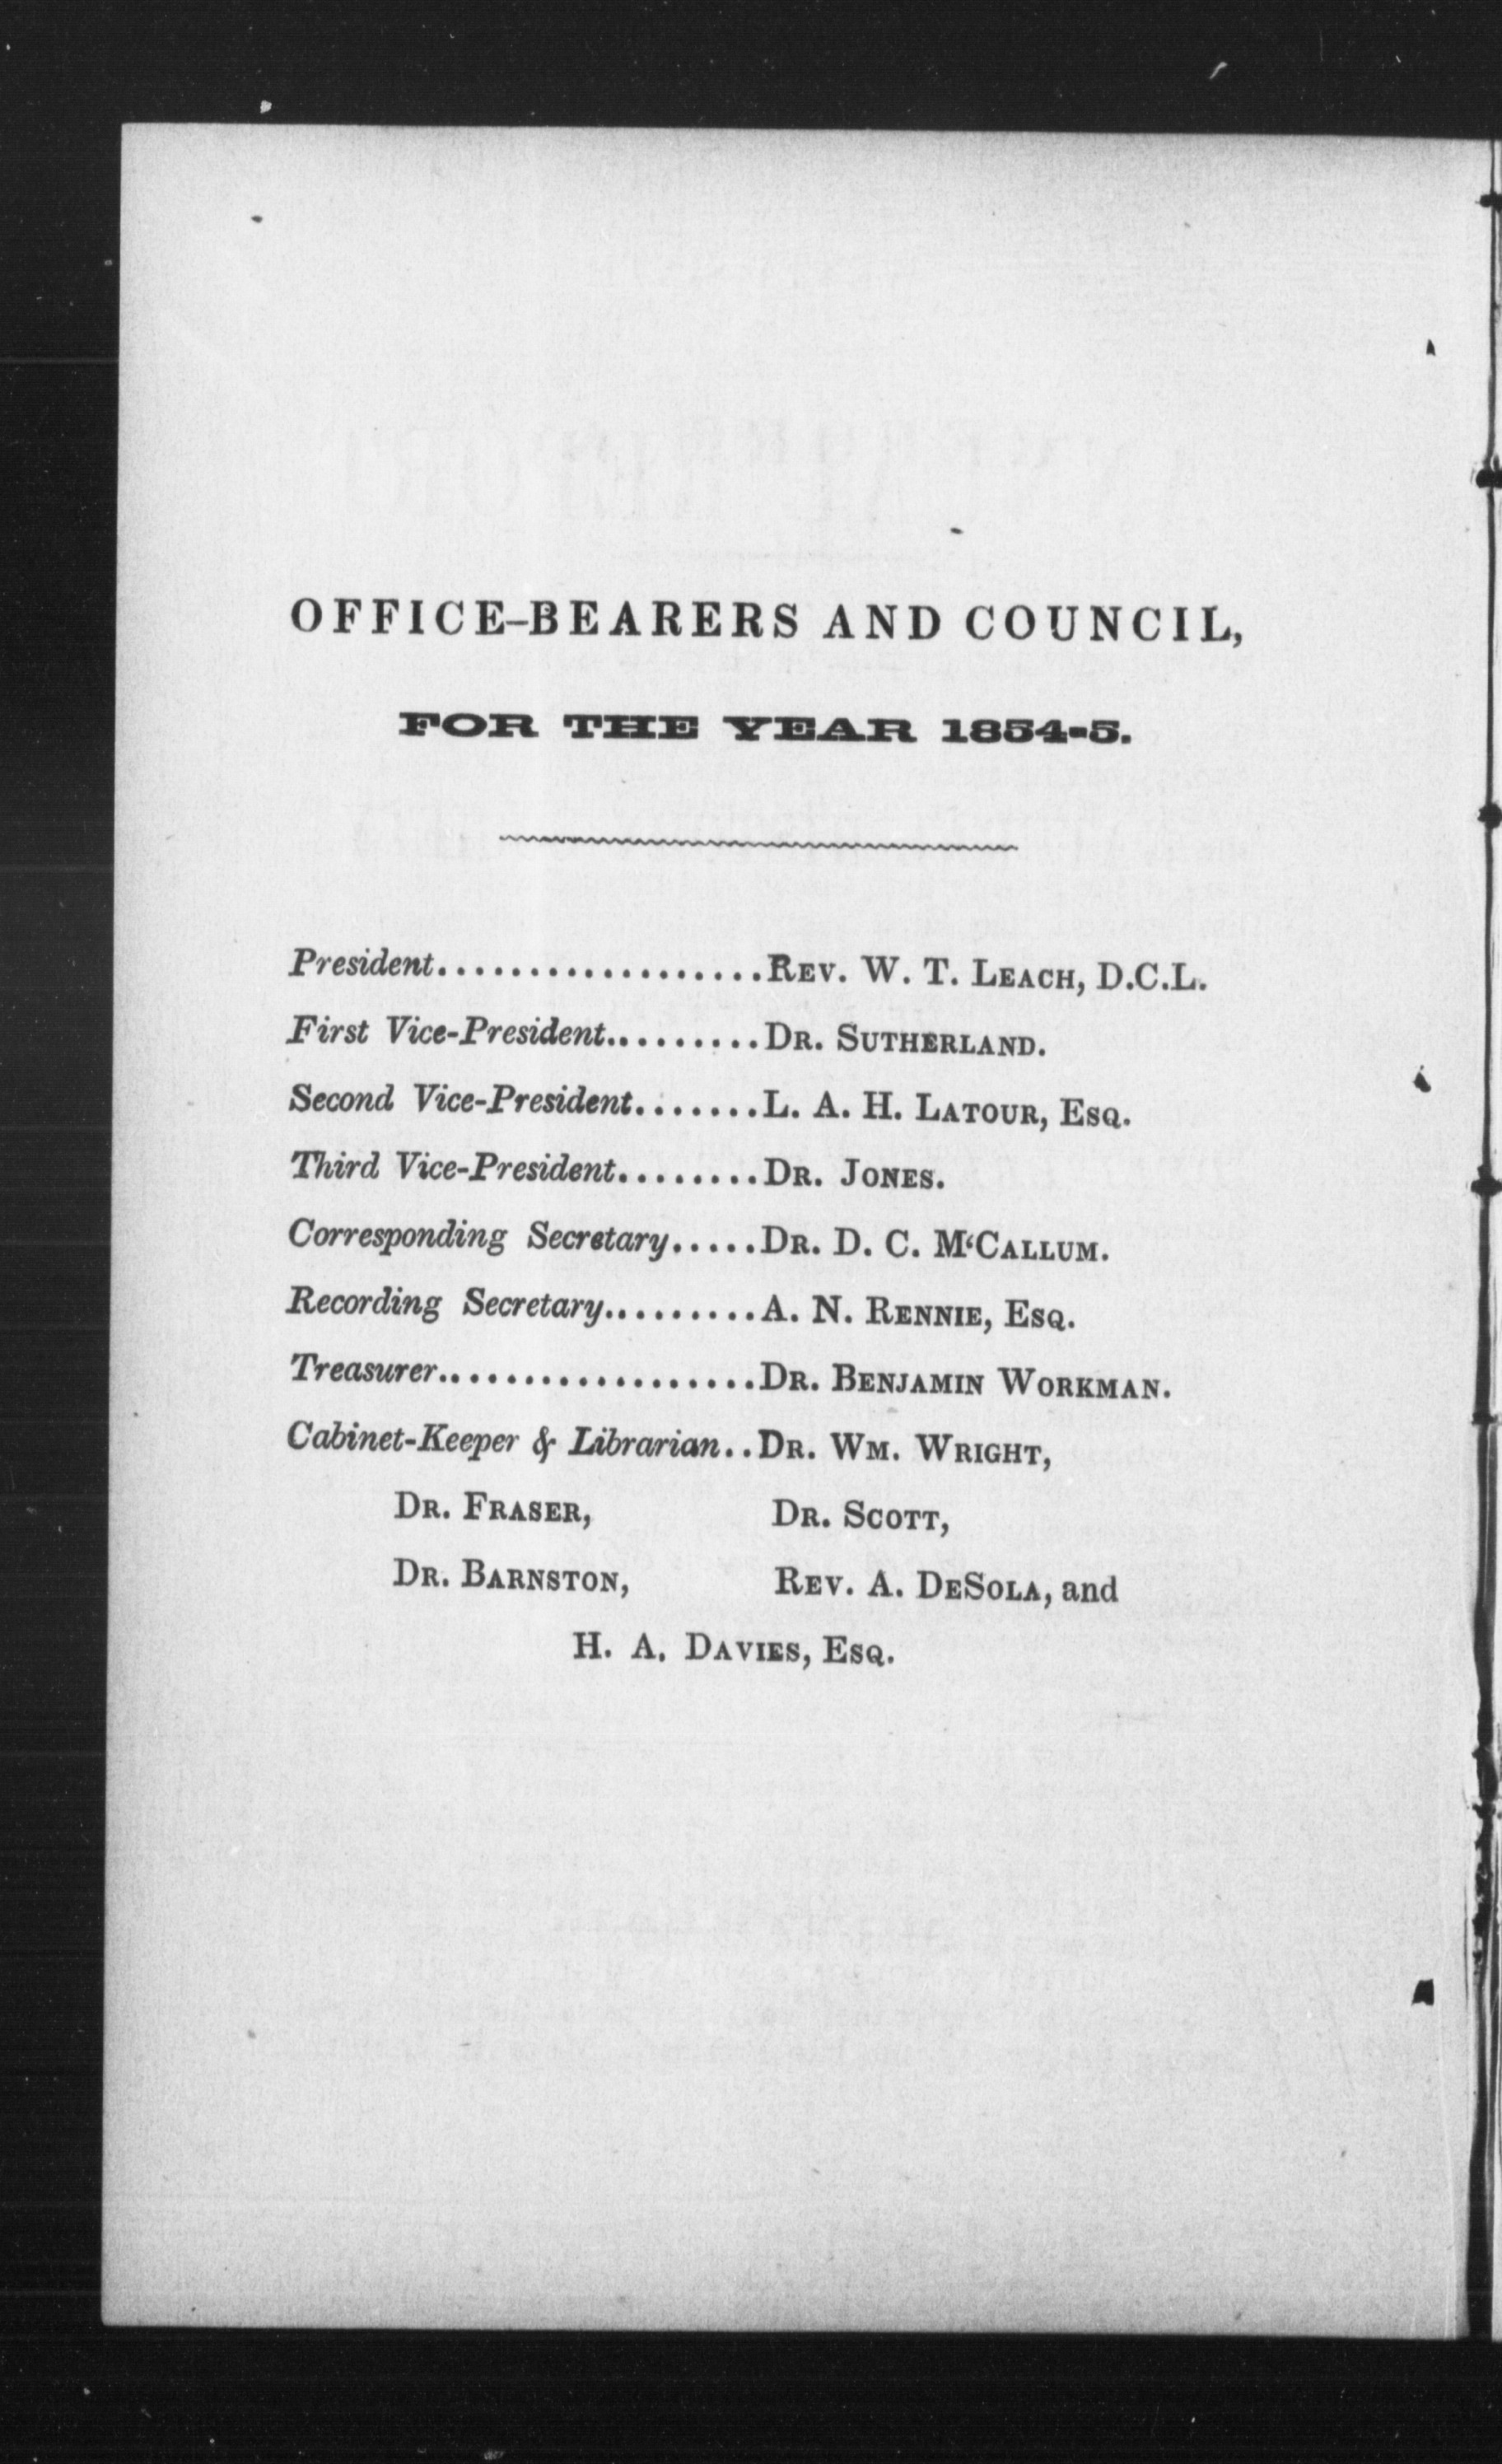 OFFICE-BEARERS AND COUNCIL,
FOR THE YEAR 1854-5.
President..................REV. W. T. LEACH, D.C.L.
First Vice-President.........DR. SUTHERLAND.
Second Vice-President.......L. A. H. LATOUR, ESQ.
Third Vice-President........DR. JONES.
Corresponding Secretary.....DR. D. C. M‘CALLUM.
Recording Secretary.........A. N. RENNIE, ESQ.
Treasurer..................DR. BENJAMIN WORKMAN.
Cabinet-Keeper & Librarian..DR. WM. WRIGHT,
DR. FRASER, DR. SCOTT,
DR. BARNSTON, REV. A. DESOLA, and
H. A. DAVIES, ESQ.